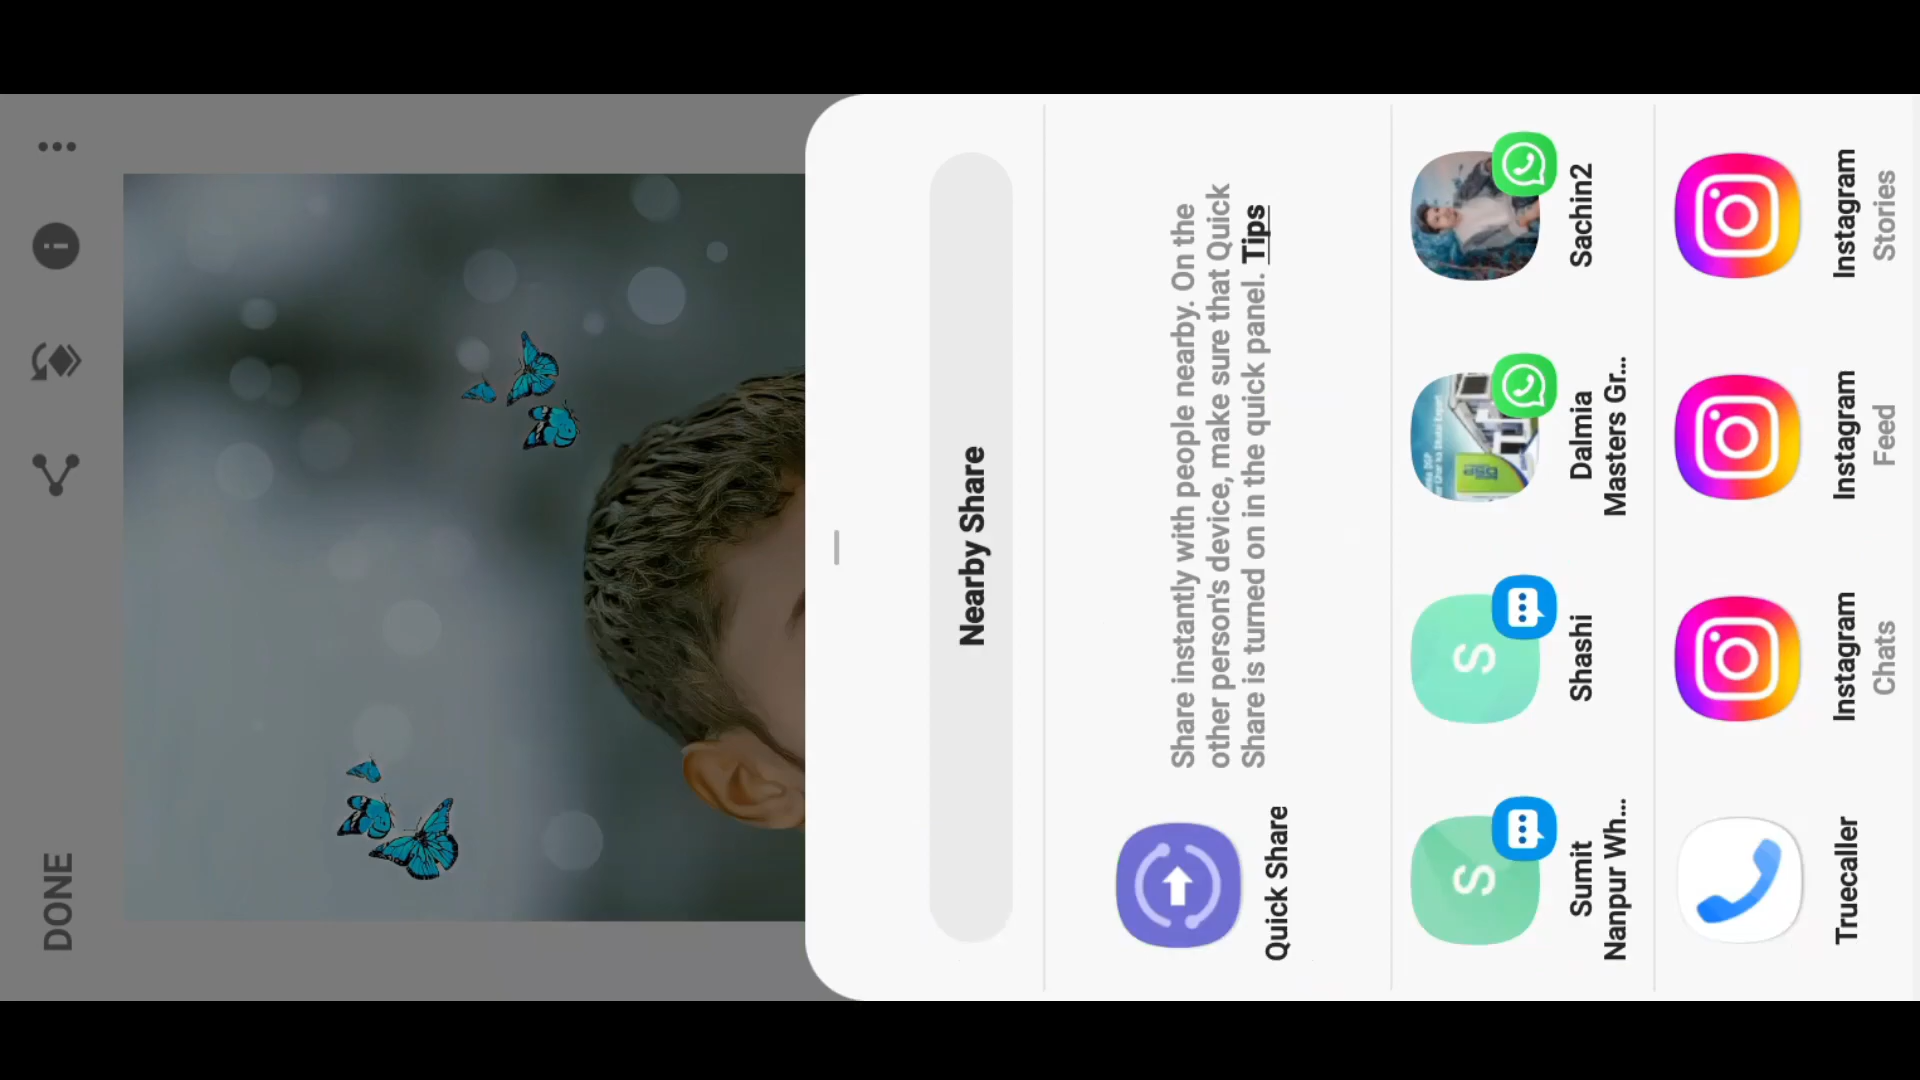 DONE
Nearby Share
Share instantly with people nearby. On the
other person's device, make sure that Quick
Share is turned on in the quick panel. Tips
Quick Share
Sumit
Nanpur Wh...
Shashi
Dalmia
Masters Gr...
Sachin2
S
S
DSP
Truecaller
Instagram
Chats
Instagram
Feed
Instagram
Stories